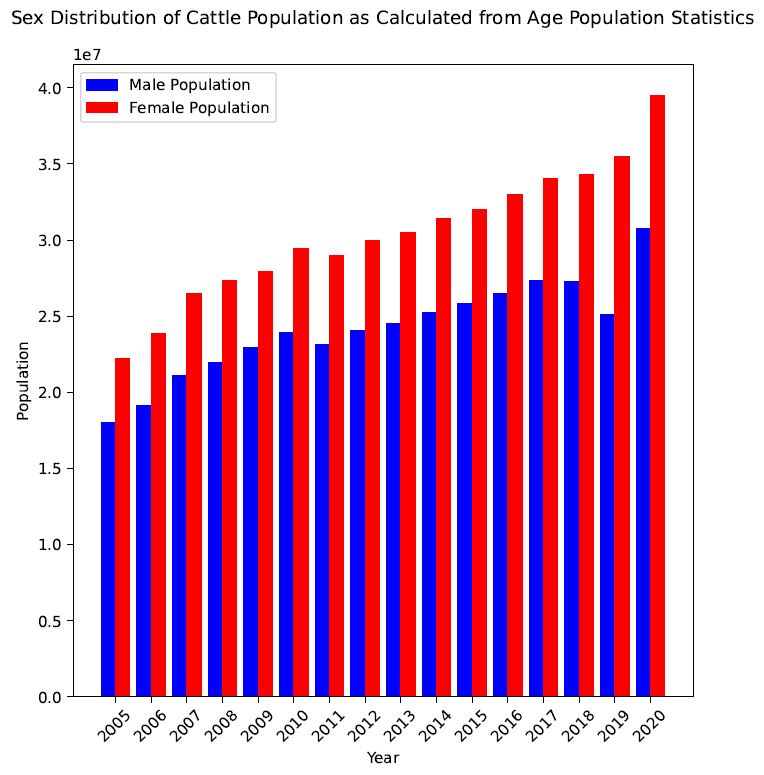 Sex Distribution of Cattle Population as Calculated from Age Population Statistics
1e7
Male Population
Female Population
4.0
3.5
3.0
2.5
2.0
1.5
1.0
0.5
0.0
Population
2005 2006 2007 2008 2009 2010 2011 2012 2013 2014 2015 2016 2017 2018 2019 2020
Year